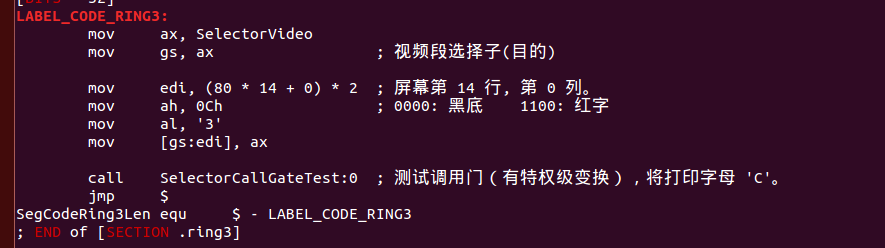 LABEL_CODE_RING3:
mov ax, SelectorVideo
mov gs, ax ; 视频段选择子(目的)
mov edi, (80 * 14 + 0) * 2 ; 屏幕第 14 行, 第 0 列。
mov ah, 0Ch ; 0000: 黑底 1100: 红字
mov al, '3'
mov [gs:edi], ax
call SelectorCallGateTest:0 ; 测试调用门(有特权级变换),将打印字母 'C'。
jmp $
SegCodeRing3Len equ $ - LABEL_CODE_RING3
; END of [SECTION .ring3]